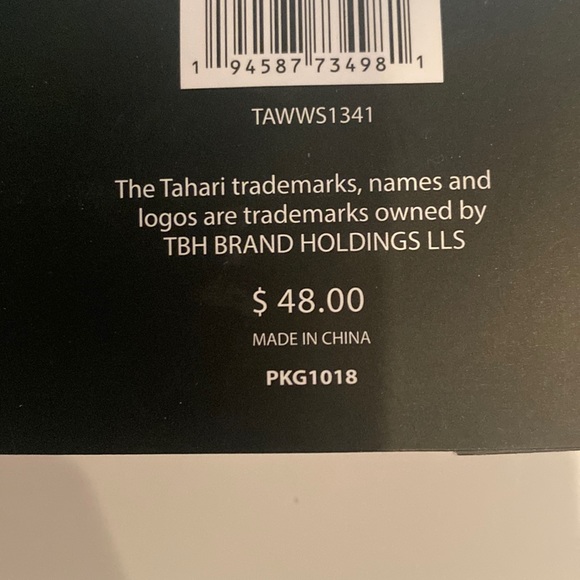 1 94587 73498 1
TAWWS1341
The Tahari trademarks, names and
logos are trademarks owned by
TBH BRAND HOLDINGS LLS
$ 48.00
MADE IN CHINA
PKG1018